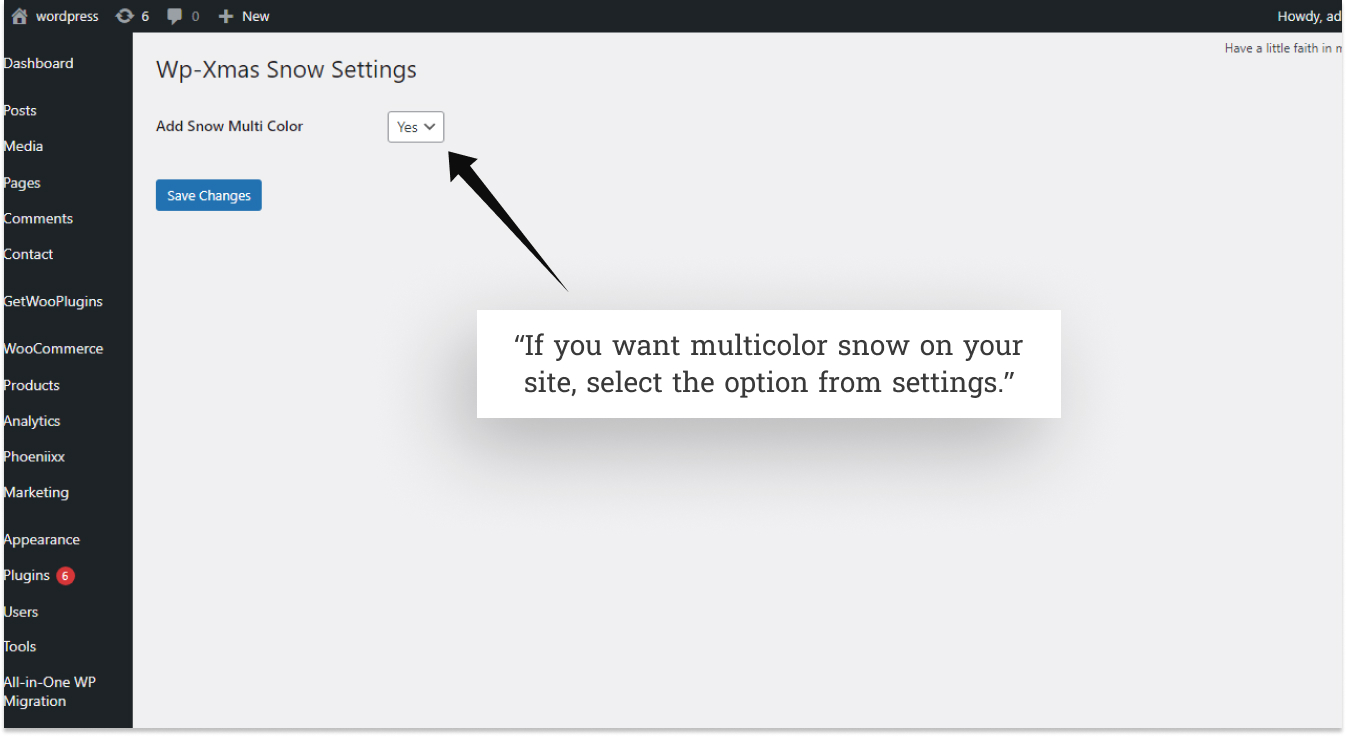 wordpress 6 0 New Howdy, ad
Have a little faith in
Dashboard
Posts
Media
Pages
Comments
Contact
GetWooPlugins
WooCommerce
Products
Analytics
Phoeniixx
Marketing
Appearance
Plugins 6
Users
Tools
All-in-One WP
Migration
Wp-Xmas Snow Settings
Add Snow Multi Color Yes
Save Changes
“If you want multicolor snow on your
site, select the option from settings.”